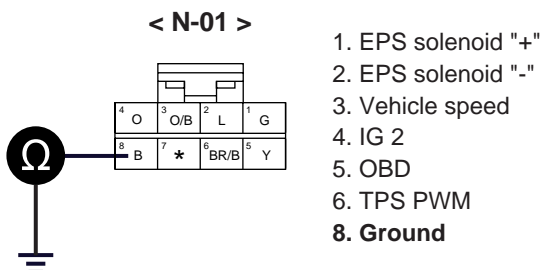 < N-01 >
1. EPS solenoid "+"
2. EPS solenoid "-"
3. Vehicle speed
4. IG 2
5. OBD
6. TPS PWM
8. Ground
4 O 3 O/B 2 L 1 G
8 B 7 * 6 BR/B 5 Y
Ω